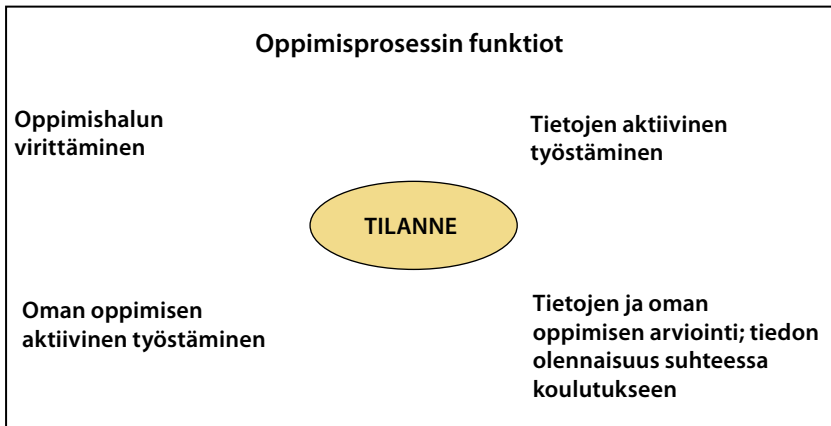 Oppimisprosessin funktiot
Oppimishalun
virittäminen
Tietojen aktiivinen
työstäminen
TILANNE
Oman oppimisen
aktiivinen työstäminen
Tietojen ja oman
oppimisen arviointi; tiedon
olennaisuus suhteessa
koulutukseen